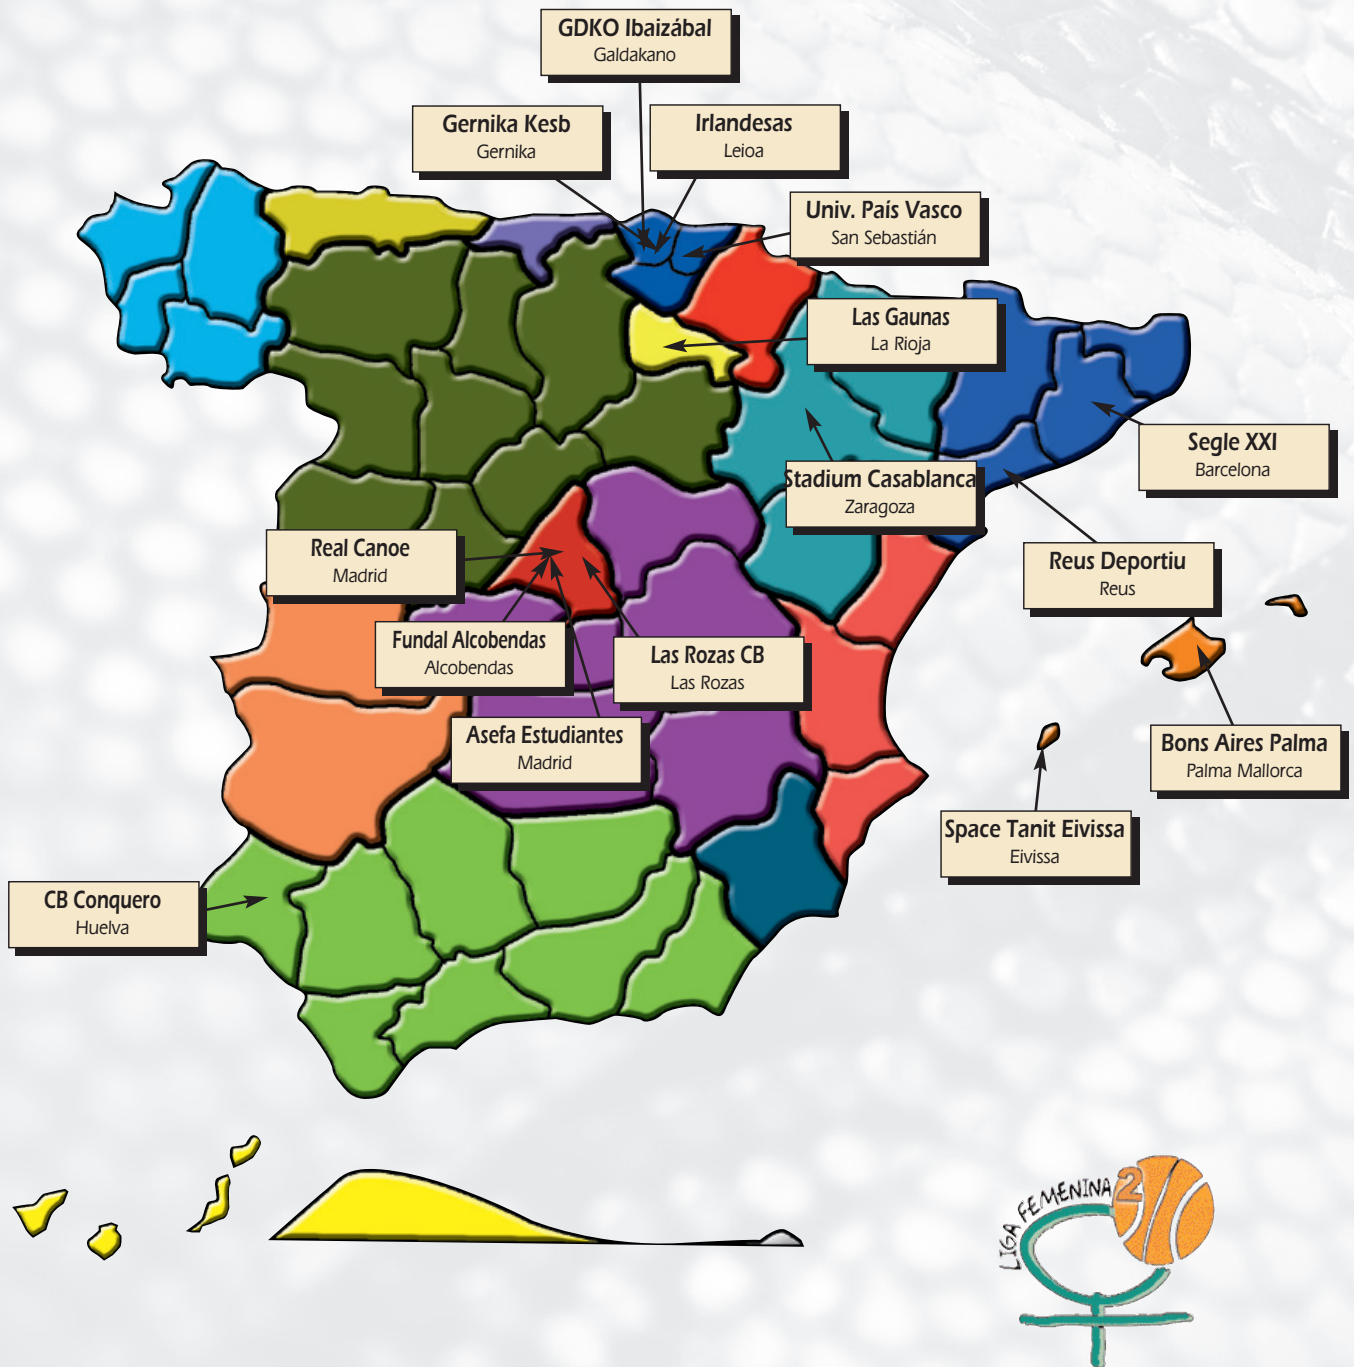 GDKO Ibaizábal
Galdakano
Gernika Kesb
Gernika
Irlandesas
Leioa
Univ. País Vasco
San Sebastián
Las Gaunas
La Rioja
Segle XXI
Barcelona
Stadium Casablanca
Zaragoza
Real Canoe
Madrid
Reus Deportiu
Reus
Fundal Alcobendas
Alcobendas
Las Rozas CB
Las Rozas
Asefa Estudiantes
Madrid
Bons Aires Palma
Palma Mallorca
Space Tanit Eivissa
Eivissa
CB Conquero
Huelva
LIGA FEMENINA 2